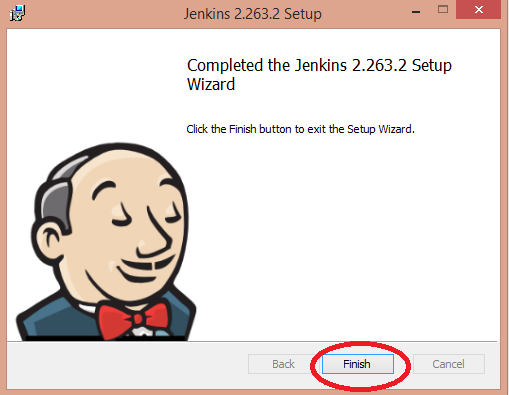 Jenkins 2.263.2 Setup
Completed the Jenkins 2.263.2 Setup
Wizard
Click the Finish button to exit the Setup Wizard.
Back
Finish
Cancel